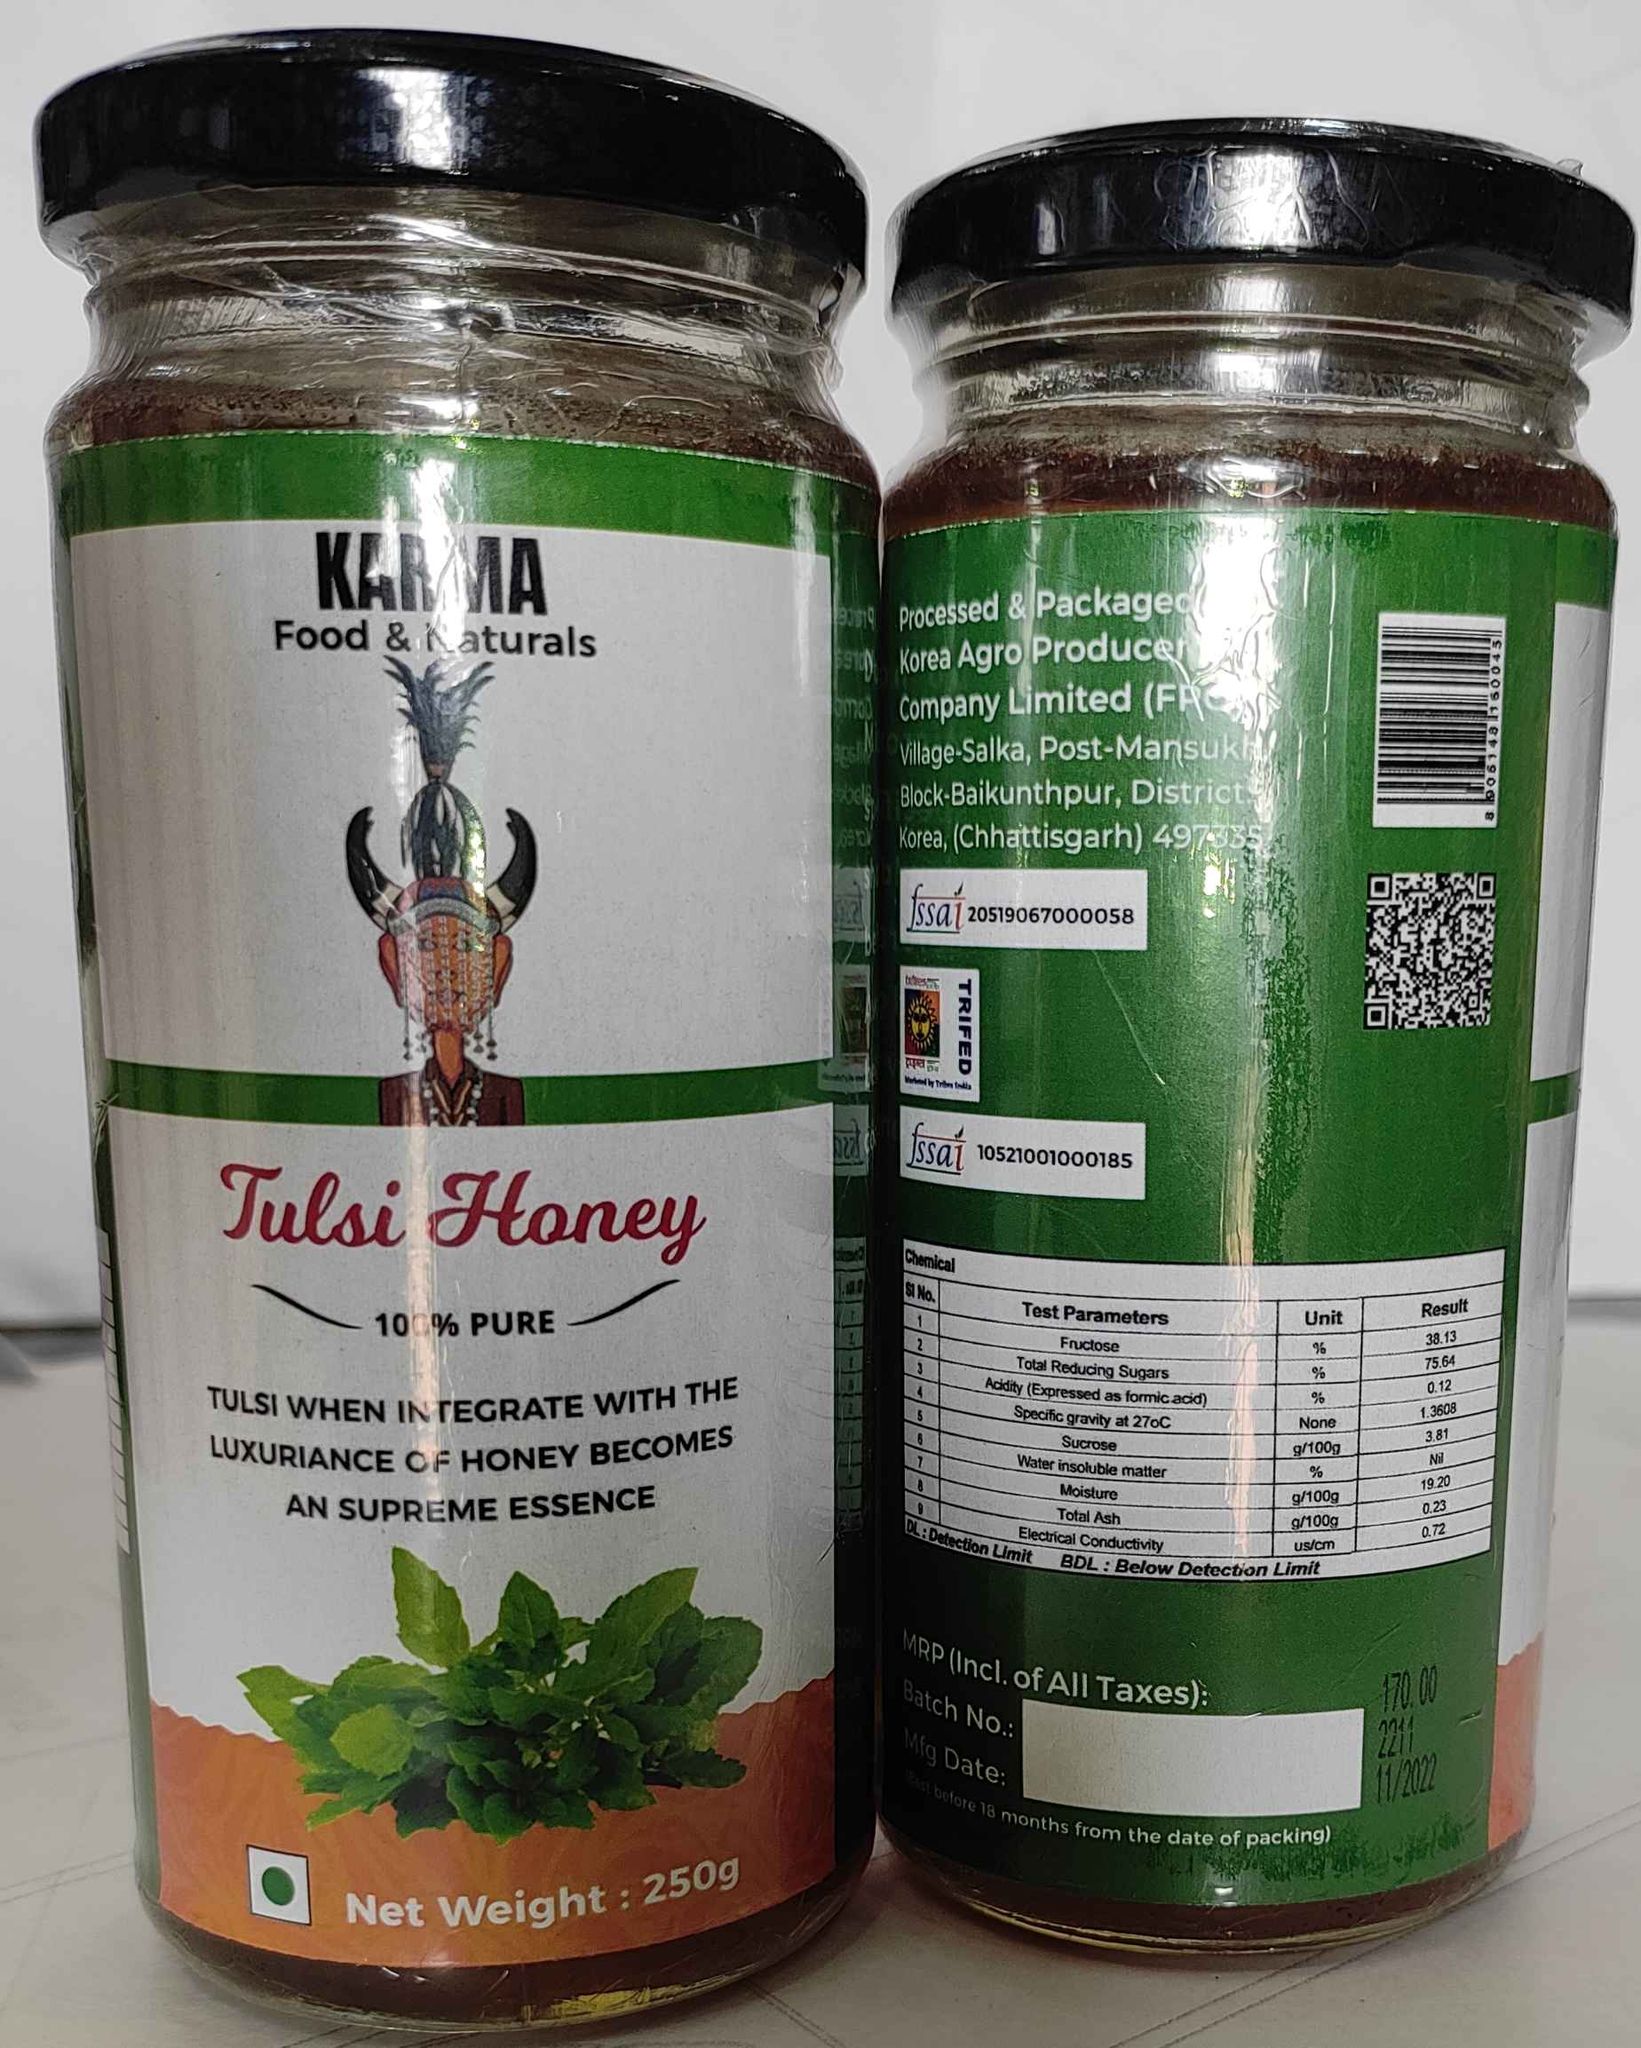 KARMA
Food & Naturals
Tulsi Honey
100% PURE
TULSI WHEN INTEGRATE WITH THE
LUXURIANCE OF HONEY BECOMES
AN SUPREME ESSENCE
Net Weight : 250g
Processed & Packaged
Korea Agro Producer
Company Limited
Village-Salka, Post-Mansukh
Block-Baikunthpur, District:
Korea, (Chhattisgarh) 497335
8906148160045
fssai 20519067000058
TRIFED
fssai 10521001000185
Chemical
Sl No. Test Parameters Unit Result
1 Fructose % 38.13
2 Total Reducing Sugars % 75.64
3 Acidity (Expressed as formic acid) % 0.12
4 Specific gravity at 27oC None 1.3608
5 Sucrose g/100g 3.81
6 Water insoluble matter % Nil
7 Moisture g/100g 19.20
8 Total Ash g/100g 0.23
9 Electrical Conductivity us/cm 0.72
DL : Detection Limit BDL : Below Detection Limit
MRP (Incl. of All Taxes): 170.00
Batch No.: 2211
Mfg Date: 11/2022
before 18 months from the date of packing)